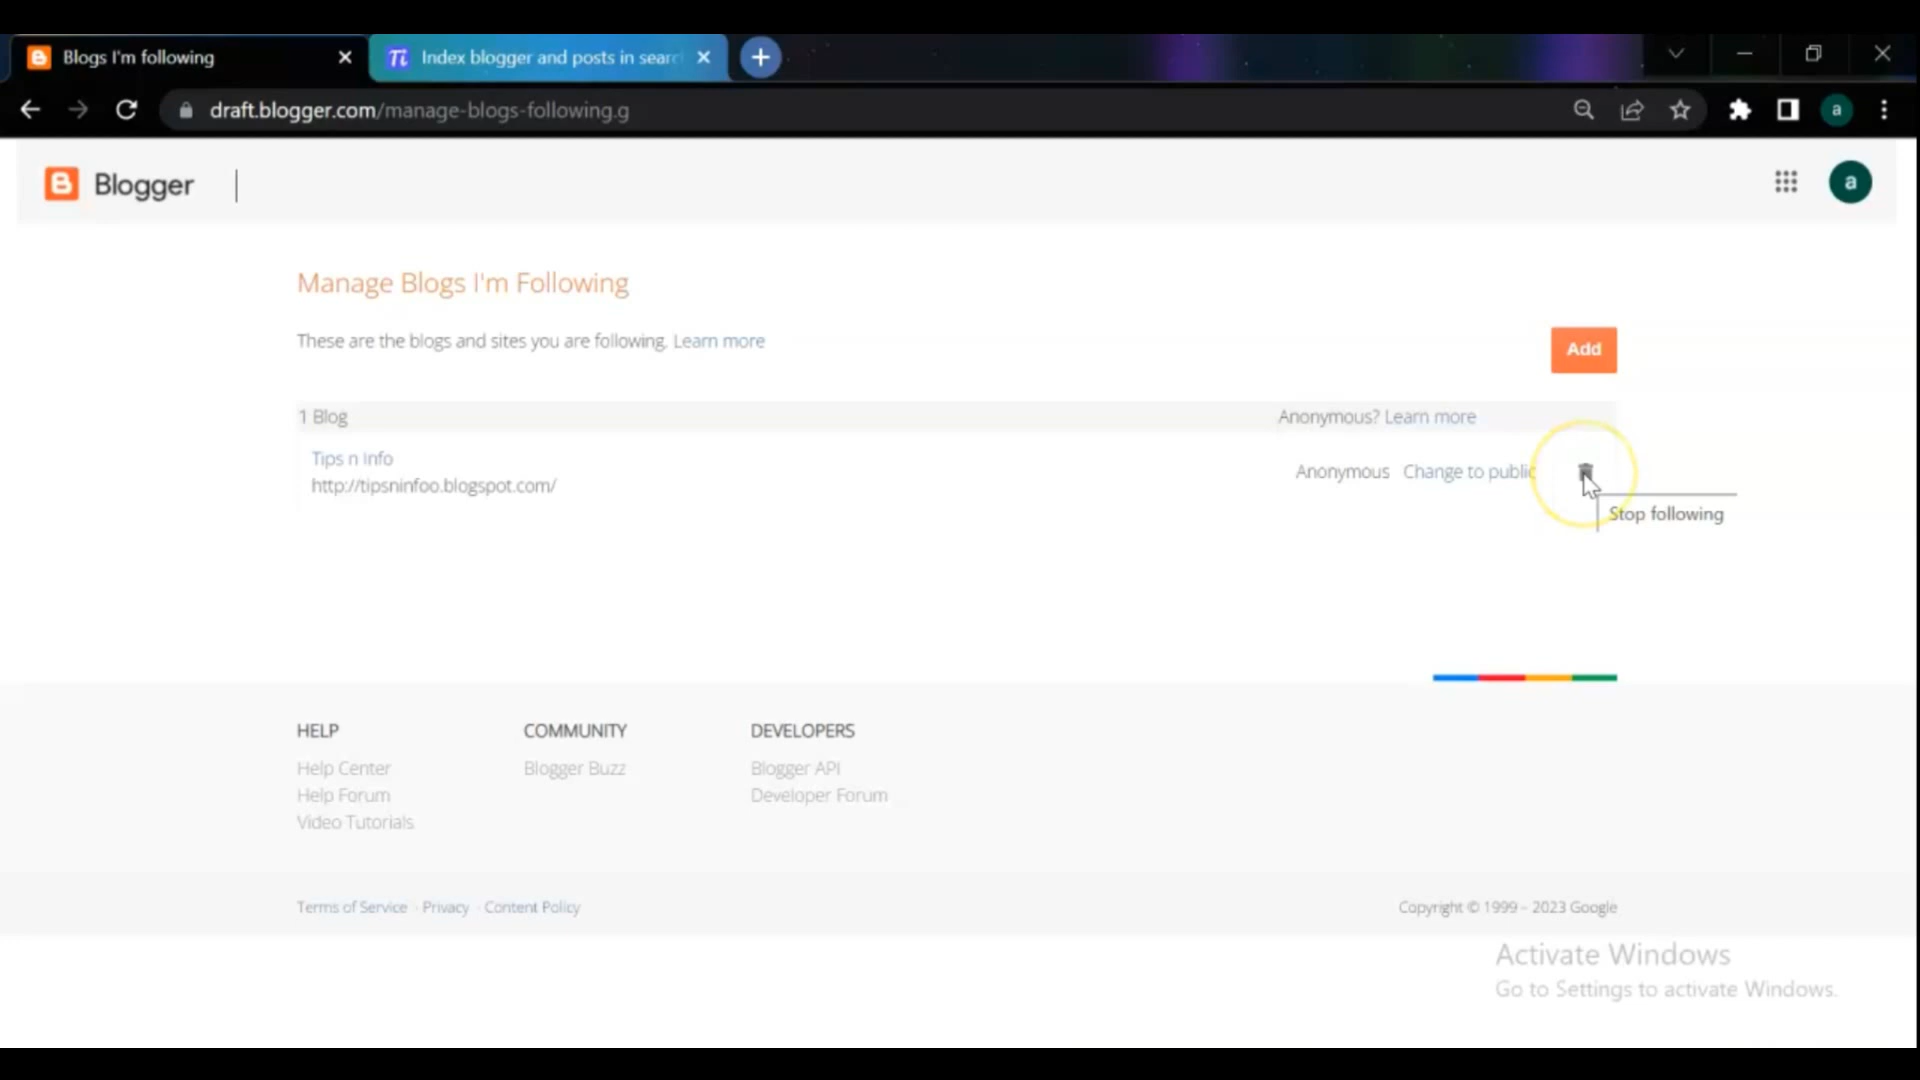 Blogs I'm following
Index blogger and posts in sear
draft.blogger.com/manage-blogs-following.g
a
Blogger
a
Manage Blogs I'm Following
These are the blogs and sites you are following. Learn more
Add
1 Blog
Anonymous? Learn more
Tips n Info
http://tipsninfoo.blogspot.com/
Anonymous Change to public
Stop following
HELP
Help Center
Help Forum
Video Tutorials
COMMUNITY
Blogger Buzz
DEVELOPERS
Blogger API
Developer Forum
Terms of Service · Privacy · Content Policy
Copyright © 1999 – 2023 Google
Activate Windows
Go to Settings to activate Windows.